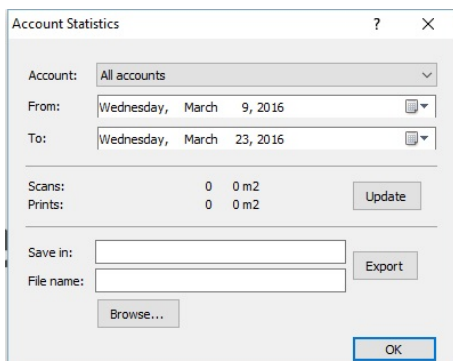 Account Statistics ?
Account: All accounts
From: Wednesday, March 9, 2016
To: Wednesday, March 23, 2016
Scans: 0 0 m2
Prints: 0 0 m2
Update
Save in:
File name:
Export
Browse...
OK